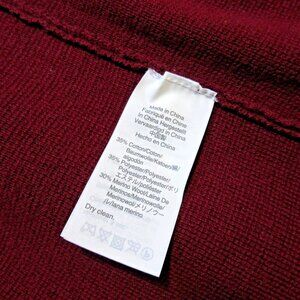 Made in China
Fabriqué en Chine
In China Hergestellt
Vervaardigd in China
中国製
Hecho en China
35% Cotton/Coton/
Baumwolle/Katoen/綿/
algodón
35% Polyester/Polyester/
Polyester/Polyester/ポリ
エステル/poliéster
30% Merino Wool/Laine De
Merinowolle/Merinowol/メリノウール
/lana merino
Dry clean.